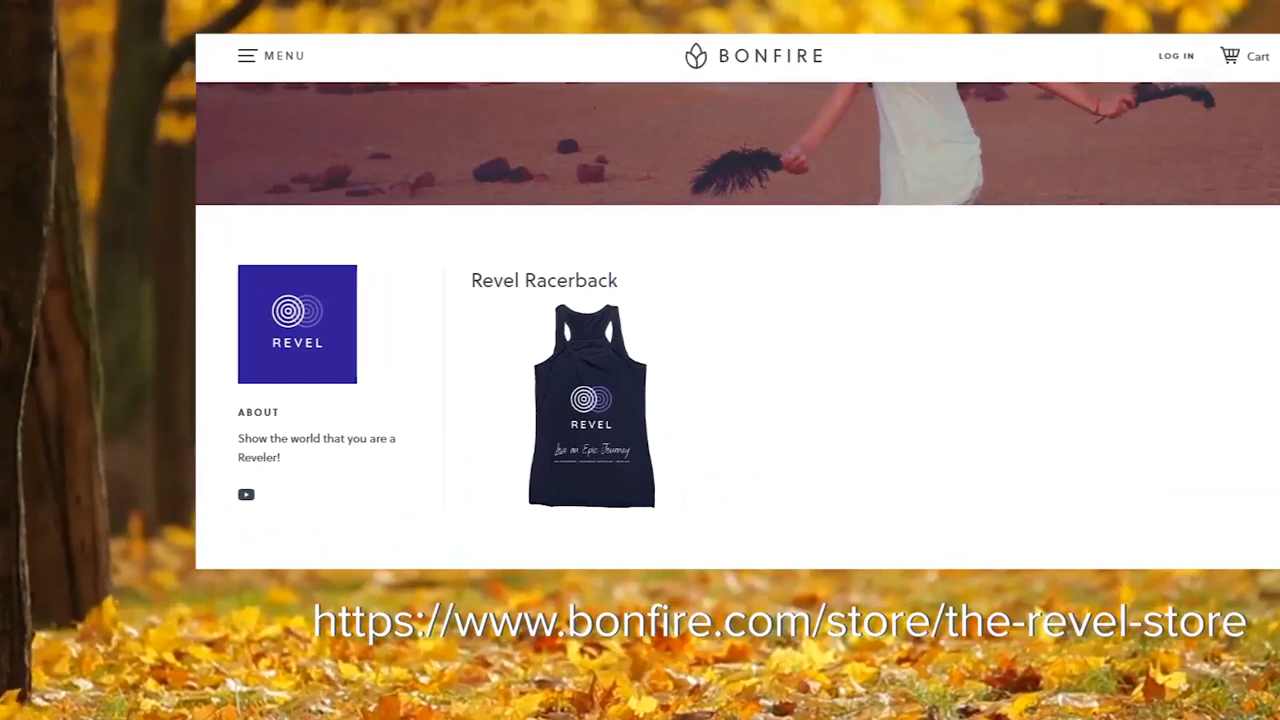 MENU
BONFIRE
LOG IN
Cart
REVEL
ABOUT
Show the world that you are a
Reveler!
Revel Racerback
REVEL
Live an Epic Journey
https://www.bonfire.com/store/the-revel-store